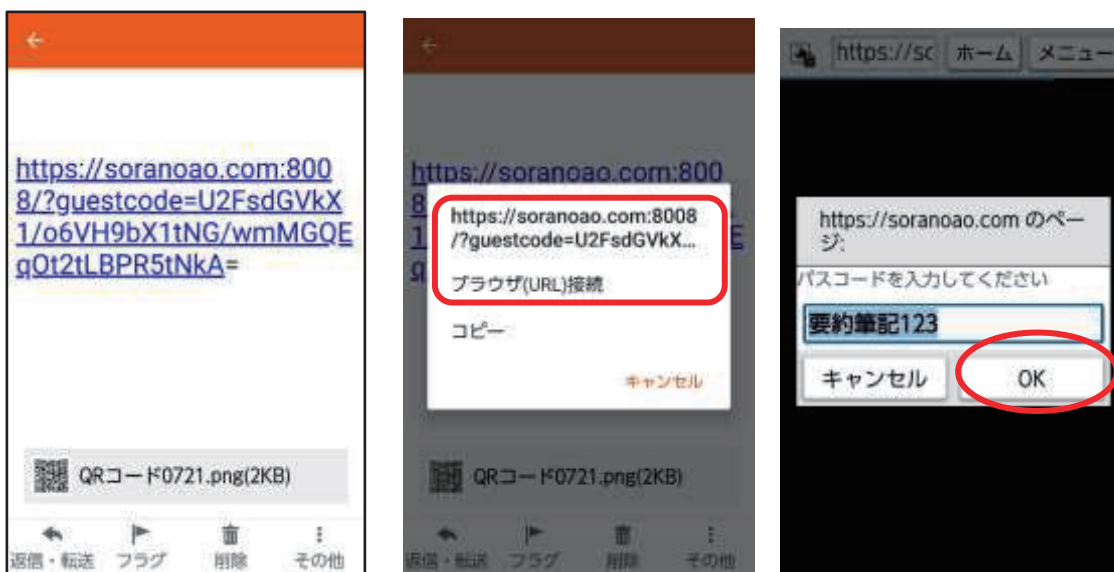 https://soranoao.com:800
8/?guestcode=U2FsdGVkX
1/o6VH9bX1tNG/wmMGQE
qOt2tLBPR5tNkA=
QRコード0721.png(2KB)
返信・転送 フラグ 削除 その他
https://soranoao.com:800
8
1
q
E
https://soranoao.com:8008
/?guestcode=U2FsdGVkX...
ブラウザ(URL)接続
コピー
キャンセル
QRコード0721.png(2KB)
返信・転送 フラグ 削除 その他
https://sc ホーム メニュー
https://soranoao.com のペー
ジ:
パスコードを入力してください
要約筆記123
キャンセル OK